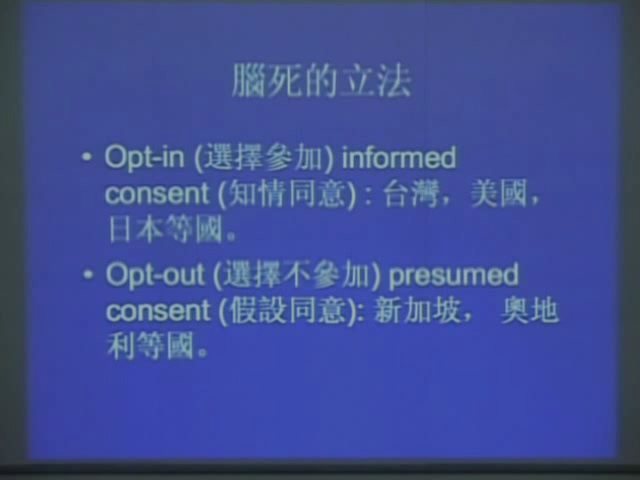 腦死的立法
• Opt-in (選擇參加) informed
consent (知情同意) : 台灣，美國，
日本等國。
• Opt-out (選擇不參加) presumed
consent (假設同意): 新加坡， 奧地
利等國。